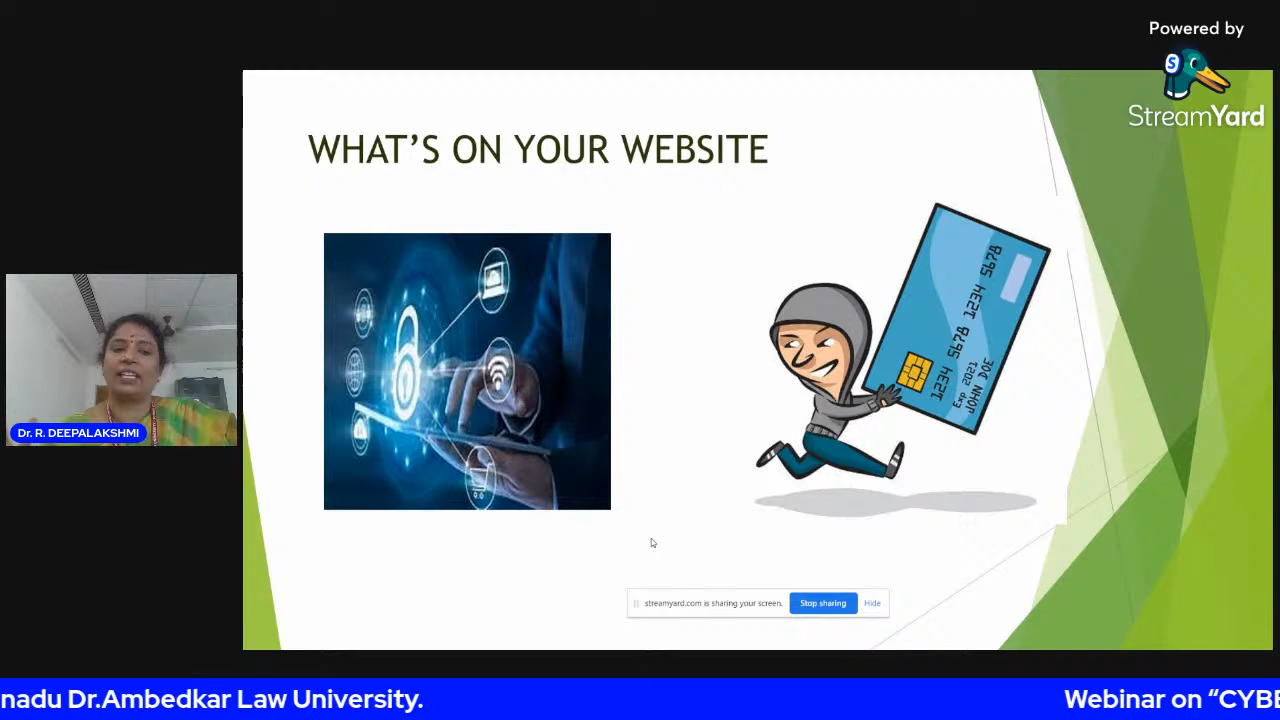 Powered by
StreamYard
WHAT'S ON YOUR WEBSITE
1234 5678 1234 5678
Exp 2021
JOHN DOE
Dr. R. DEEPALAKSHMI
streamyard.com is sharing your screen.
Stop sharing
Hide
nadu Dr.Ambedkar Law University.
Webinar on “CYBE